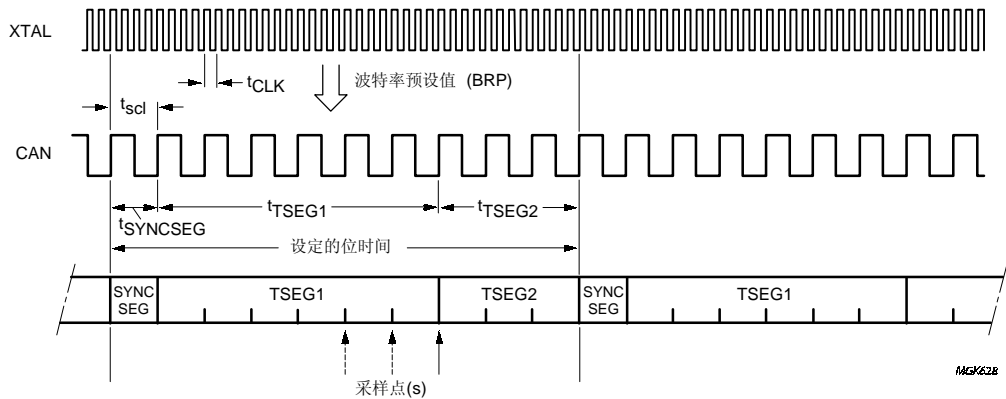 XTAL
tCLK
波特率预设值 (BRP)
tscl
CAN
tSYNCSEG
tTSEG1
tTSEG2
设定的位时间
SYNC
SEG
TSEG1
TSEG2
SYNC
SEG
TSEG1
采样点(s)
MGK628